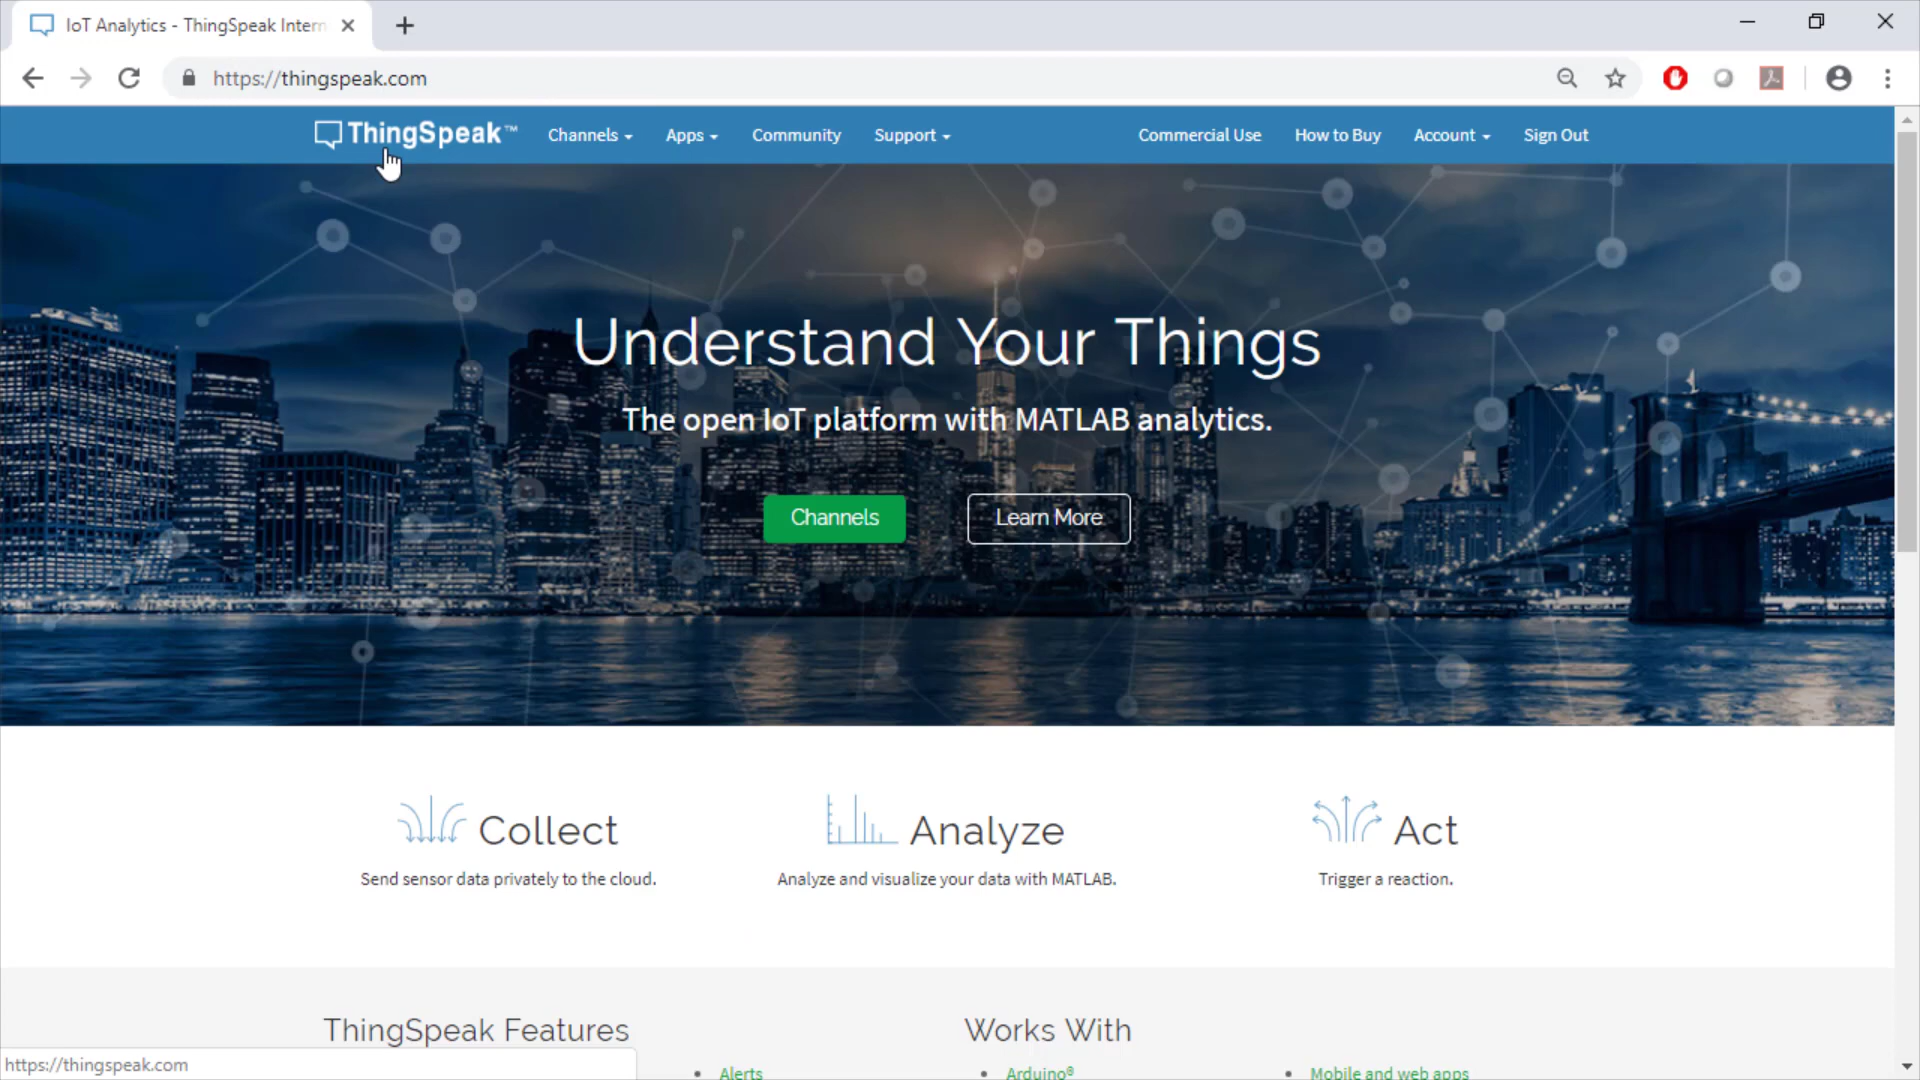 IoT Analytics - ThingSpeak Intern
https://thingspeak.com
ThingSpeak™ Channels Apps Community Support Commercial Use How to Buy Account Sign Out
Understand Your Things
The open IoT platform with MATLAB analytics.
Channels Learn More
Collect Analyze Act
Send sensor data privately to the cloud. Analyze and visualize your data with MATLAB. Trigger a reaction.
ThingSpeak Features Works With
https://thingspeak.com
Alerts Arduino® Mobile and web apps